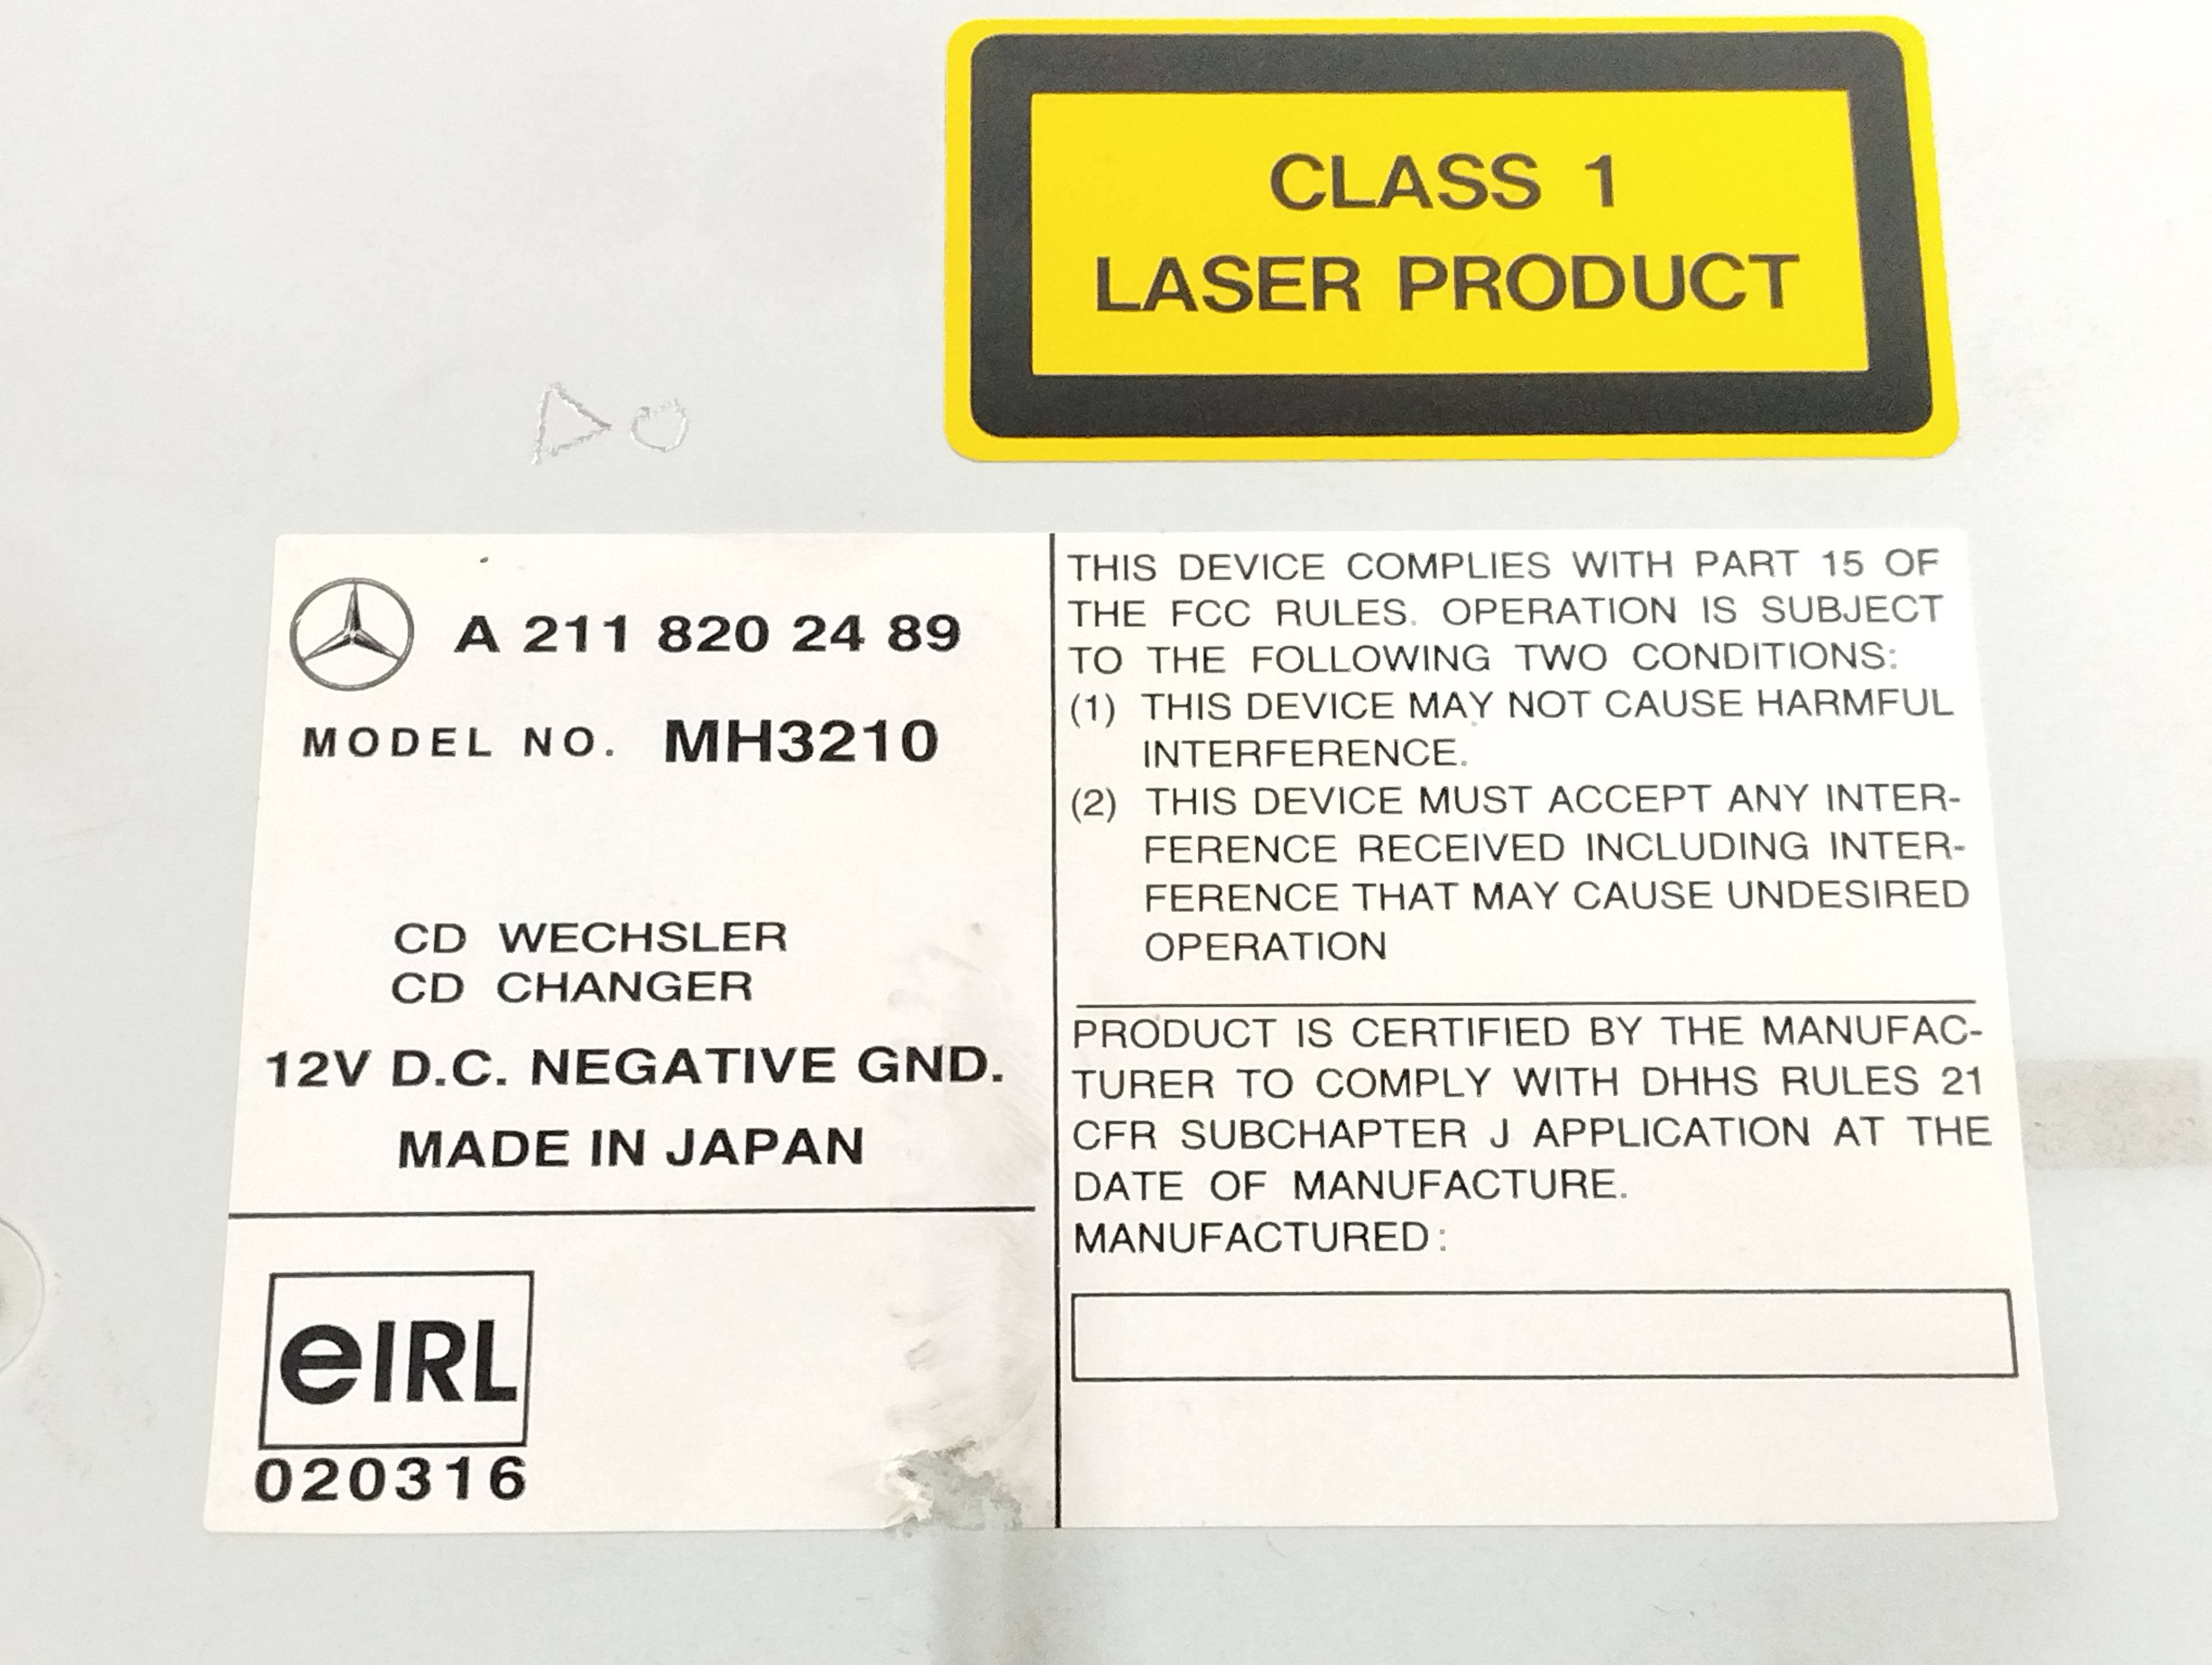 CLASS 1
LASER PRODUCT
A 211 820 24 89
MODEL NO. MH3210
CD WECHSLER
CD CHANGER
12V D.C. NEGATIVE GND.
MADE IN JAPAN
eIRL
020316
THIS DEVICE COMPLIES WITH PART 15 OF
THE FCC RULES. OPERATION IS SUBJECT
TO THE FOLLOWING TWO CONDITIONS:
(1) THIS DEVICE MAY NOT CAUSE HARMFUL
INTERFERENCE.
(2) THIS DEVICE MUST ACCEPT ANY INTER-
FERENCE RECEIVED INCLUDING INTER-
FERENCE THAT MAY CAUSE UNDESIRED
OPERATION
PRODUCT IS CERTIFIED BY THE MANUFAC-
TURER TO COMPLY WITH DHHS RULES 21
CFR SUBCHAPTER J APPLICATION AT THE
DATE OF MANUFACTURE.
MANUFACTURED: